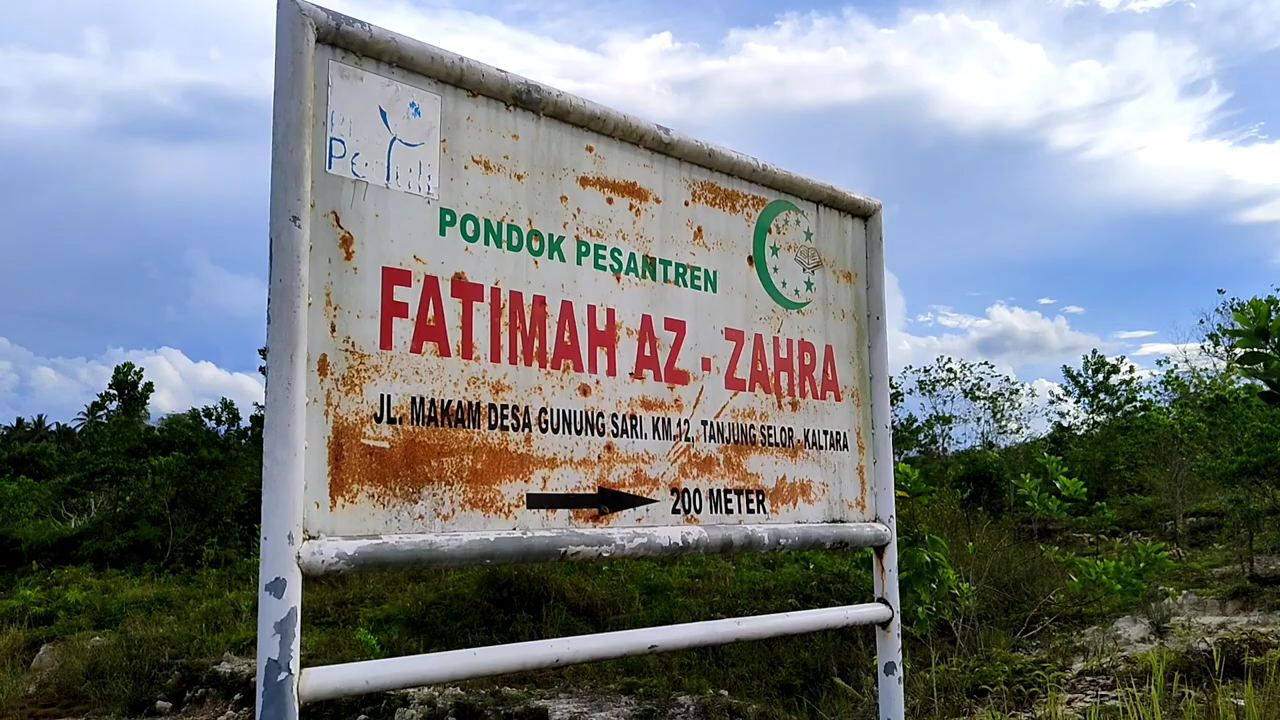 PONDOK PESANTREN
FATIMAH AZ - ZAHRA
JL. MAKAM DESA GUNUNG SARI. KM.12. TANJUNG SELOR - KALTARA
200 METER